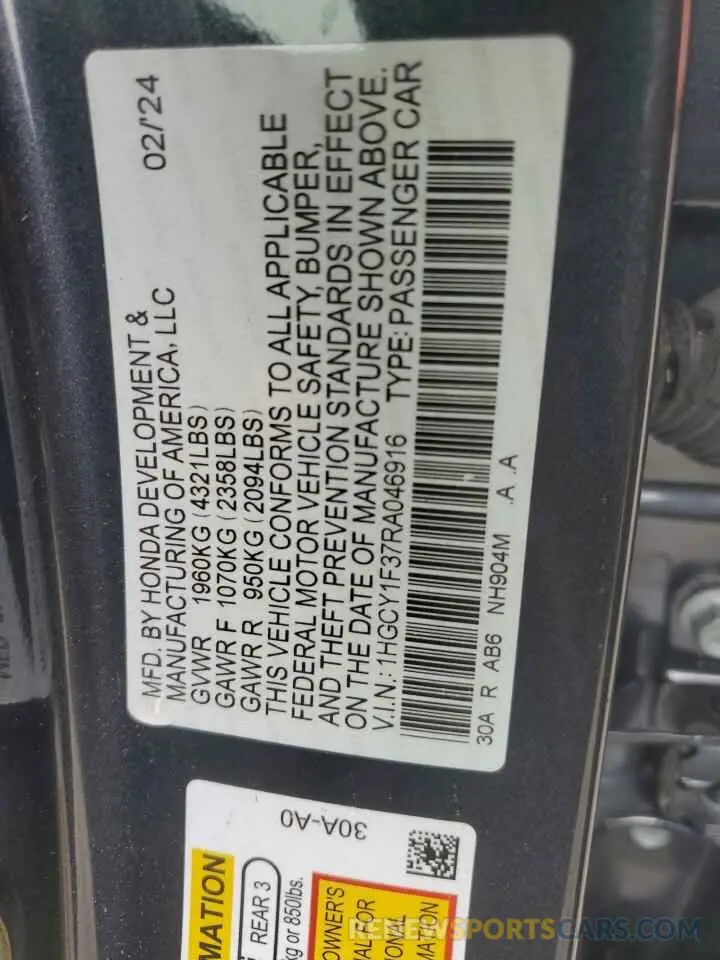 MFD. BY HONDA DEVELOPMENT & 02/'24
MANUFACTURING OF AMERICA, LLC
GVWR 1960KG (4321LBS)
GAWR F 1070KG (2358LBS)
GAWR R 950KG (2094LBS)
THIS VEHICLE CONFORMS TO ALL APPLICABLE
FEDERAL MOTOR VEHICLE SAFETY, BUMPER,
AND THEFT PREVENTION STANDARDS IN EFFECT
ON THE DATE OF MANUFACTURE SHOWN ABOVE.
V.I.N.: 1HGCY1F37RA046916 TYPE: PASSENGER CAR
30A R AB6 NH904M .A .A
30A-A0
MATION
REAR 3
kg or 850lbs.
OWNER'S
AL FOR
IONAL
MATION
RENEWSPORTSCARS.COM